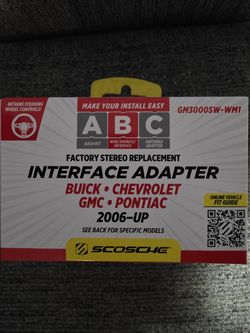 RETAINS STEERING
WHEEL CONTROLS!
MAKE YOUR INSTALL EASY
A B C
DASH KIT
WIRE HARNESS/
INTERFACE
ANTENNA
ADAPTER
GM3000SW-WM1
FACTORY STEREO REPLACEMENT
INTERFACE ADAPTER
BUICK • CHEVROLET
GMC • PONTIAC
2006-UP
SEE BACK FOR SPECIFIC MODELS
ONLINE VEHICLE
FIT GUIDE
SCOSCHE